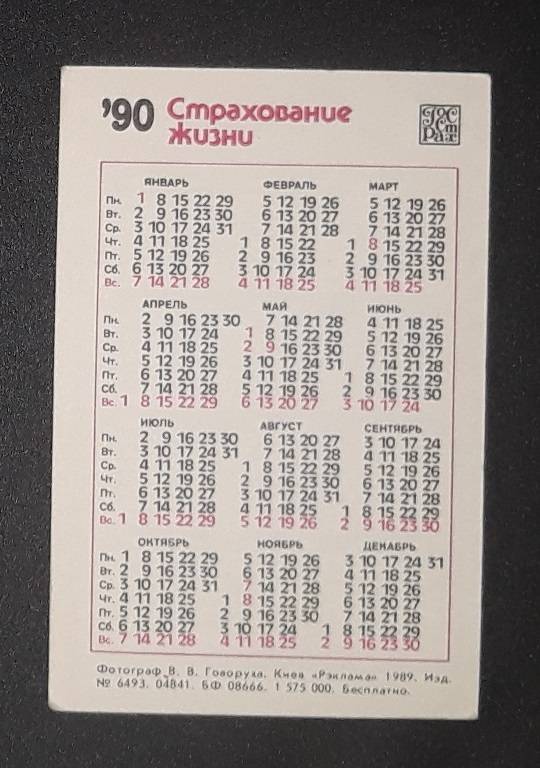 '90 Страхование
жизни
Гос
ст
рах
ЯНВАРЬ ФЕВРАЛЬ МАРТ
Пн. 1 8 15 22 29 5 12 19 26 5 12 19 26
Вт. 2 9 16 23 30 6 13 20 27 6 13 20 27
Ср. 3 10 17 24 31 7 14 21 28 7 14 21 28
Чт. 4 11 18 25 1 8 15 22 1 8 15 22 29
Пт. 5 12 19 26 2 9 16 23 2 9 16 23 30
Сб. 6 13 20 27 3 10 17 24 3 10 17 24 31
Вс. 7 14 21 28 4 11 18 25 4 11 18 25
АПРЕЛЬ МАЙ ИЮНЬ
Пн. 2 9 16 23 30 7 14 21 28 4 11 18 25
Вт. 3 10 17 24 1 8 15 22 29 5 12 19 26
Ср. 4 11 18 25 2 9 16 23 30 6 13 20 27
Чт. 5 12 19 26 3 10 17 24 31 7 14 21 28
Пт. 6 13 20 27 4 11 18 25 1 8 15 22 29
Сб. 7 14 21 28 5 12 19 26 2 9 16 23 30
Вс. 1 8 15 22 29 6 13 20 27 3 10 17 24
ИЮЛЬ АВГУСТ СЕНТЯБРЬ
Пн. 2 9 16 23 30 6 13 20 27 3 10 17 24
Вт. 3 10 17 24 31 7 14 21 28 4 11 18 25
Ср. 4 11 18 25 1 8 15 22 29 5 12 19 26
Чт. 5 12 19 26 2 9 16 23 30 6 13 20 27
Пт. 6 13 20 27 3 10 17 24 31 7 14 21 28
Сб. 7 14 21 28 4 11 18 25 1 8 15 22 29
Вс. 1 8 15 22 29 5 12 19 26 2 9 16 23 30
ОКТЯБРЬ НОЯБРЬ ДЕКАБРЬ
Пн. 1 8 15 22 29 5 12 19 26 3 10 17 24 31
Вт. 2 9 16 23 30 6 13 20 27 4 11 18 25
Ср. 3 10 17 24 31 7 14 21 28 5 12 19 26
Чт. 4 11 18 25 1 8 15 22 29 6 13 20 27
Пт. 5 12 19 26 2 9 16 23 30 7 14 21 28
Сб. 6 13 20 27 3 10 17 24 1 8 15 22 29
Вс. 7 14 21 28 4 11 18 25 2 9 16 23 30
Фотограф В. В. Говоруха. Киев «Рэклама» 1989. Изд.
№ 6493. 04841. БФ 08666. 1 575 000. Бесплатно.